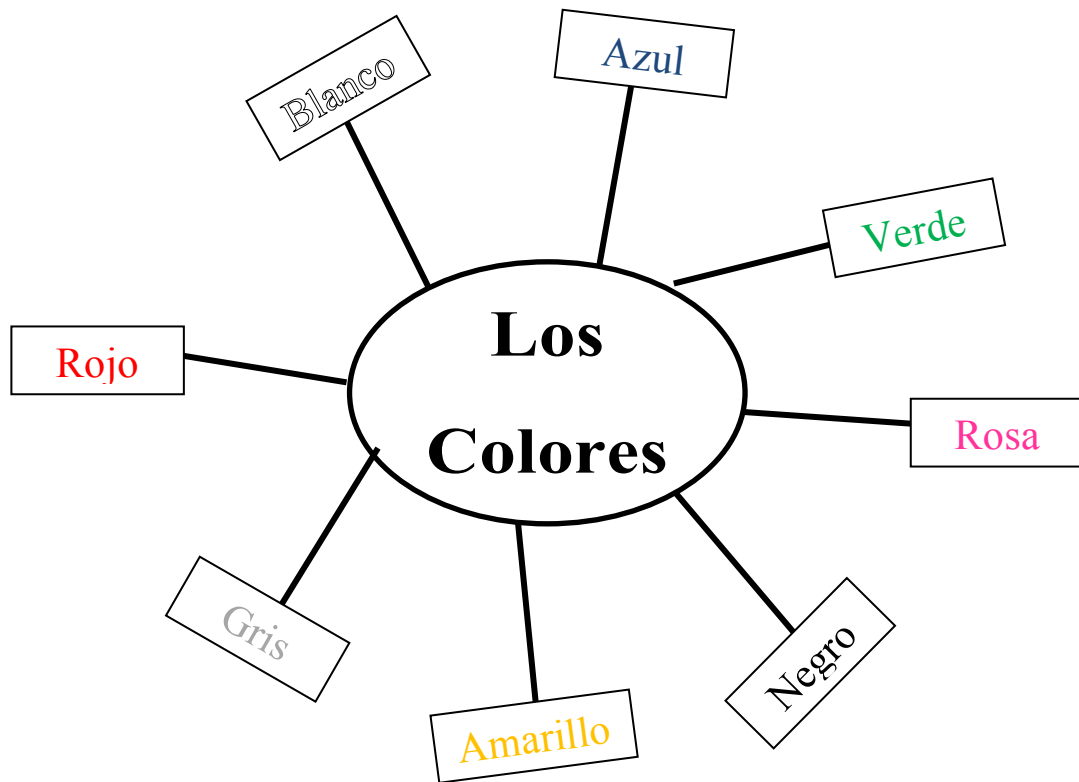 Blanco
Azul
Verde
Los
Colores
Rojo
Rosa
Gris
Negro
Amarillo